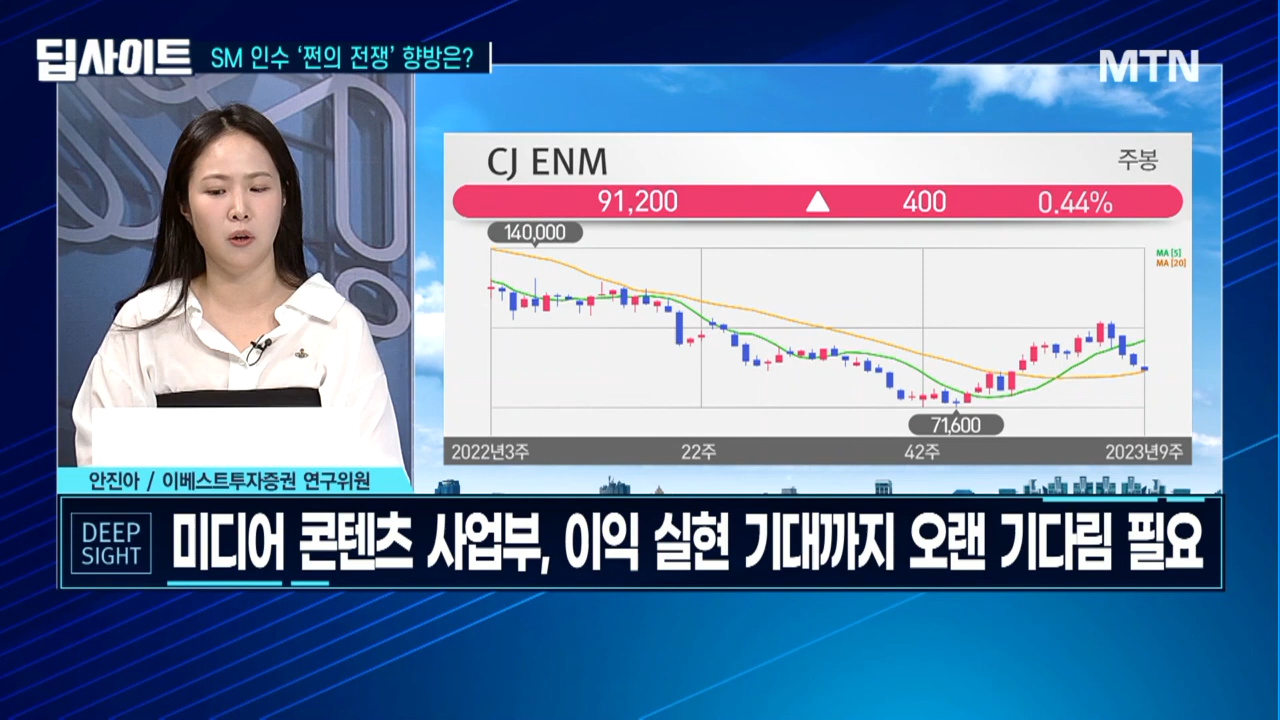 딥사이트
SM 인수 ‘쩐의 전쟁’ 향방은?
MTN
CJ ENM
주봉
91,200 ▲ 400 0.44%
140,000
MA [5]
MA [20]
71,600
2022년3주 22주 42주 2023년9주
안진아 / 이베스트투자증권 연구위원
DEEP
SIGHT
미디어 콘텐츠 사업부, 이익 실현 기대까지 오랜 기다림 필요